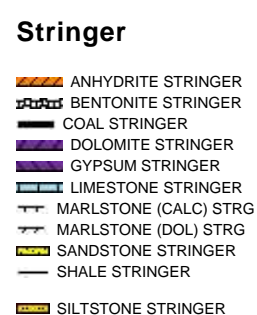 Stringer
ANHYDRITE STRINGER
BENTONITE STRINGER
COAL STRINGER
DOLOMITE STRINGER
GYPSUM STRINGER
LIMESTONE STRINGER
MARLSTONE (CALC) STRG
MARLSTONE (DOL) STRG
SANDSTONE STRINGER
SHALE STRINGER
SILTSTONE STRINGER